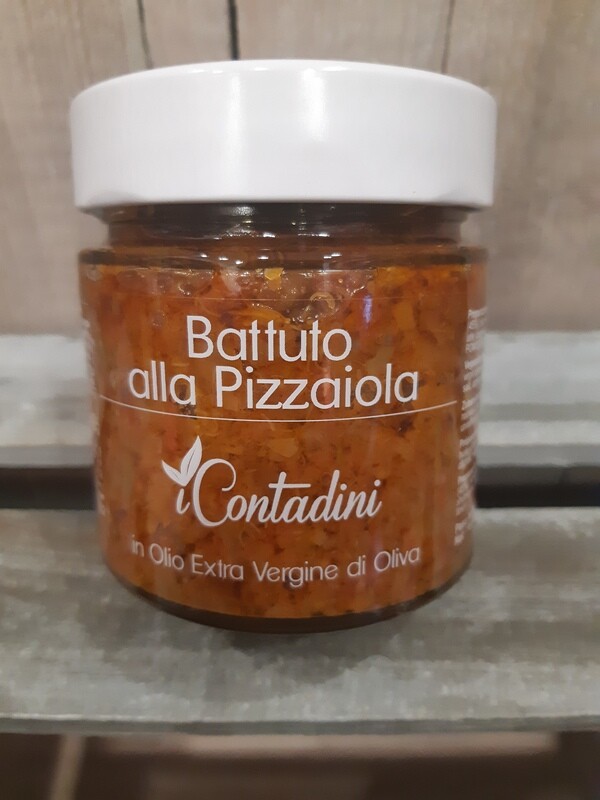 Battuto
alla Pizzaiola
iContadini
in Olio Extra Vergine di Oliva